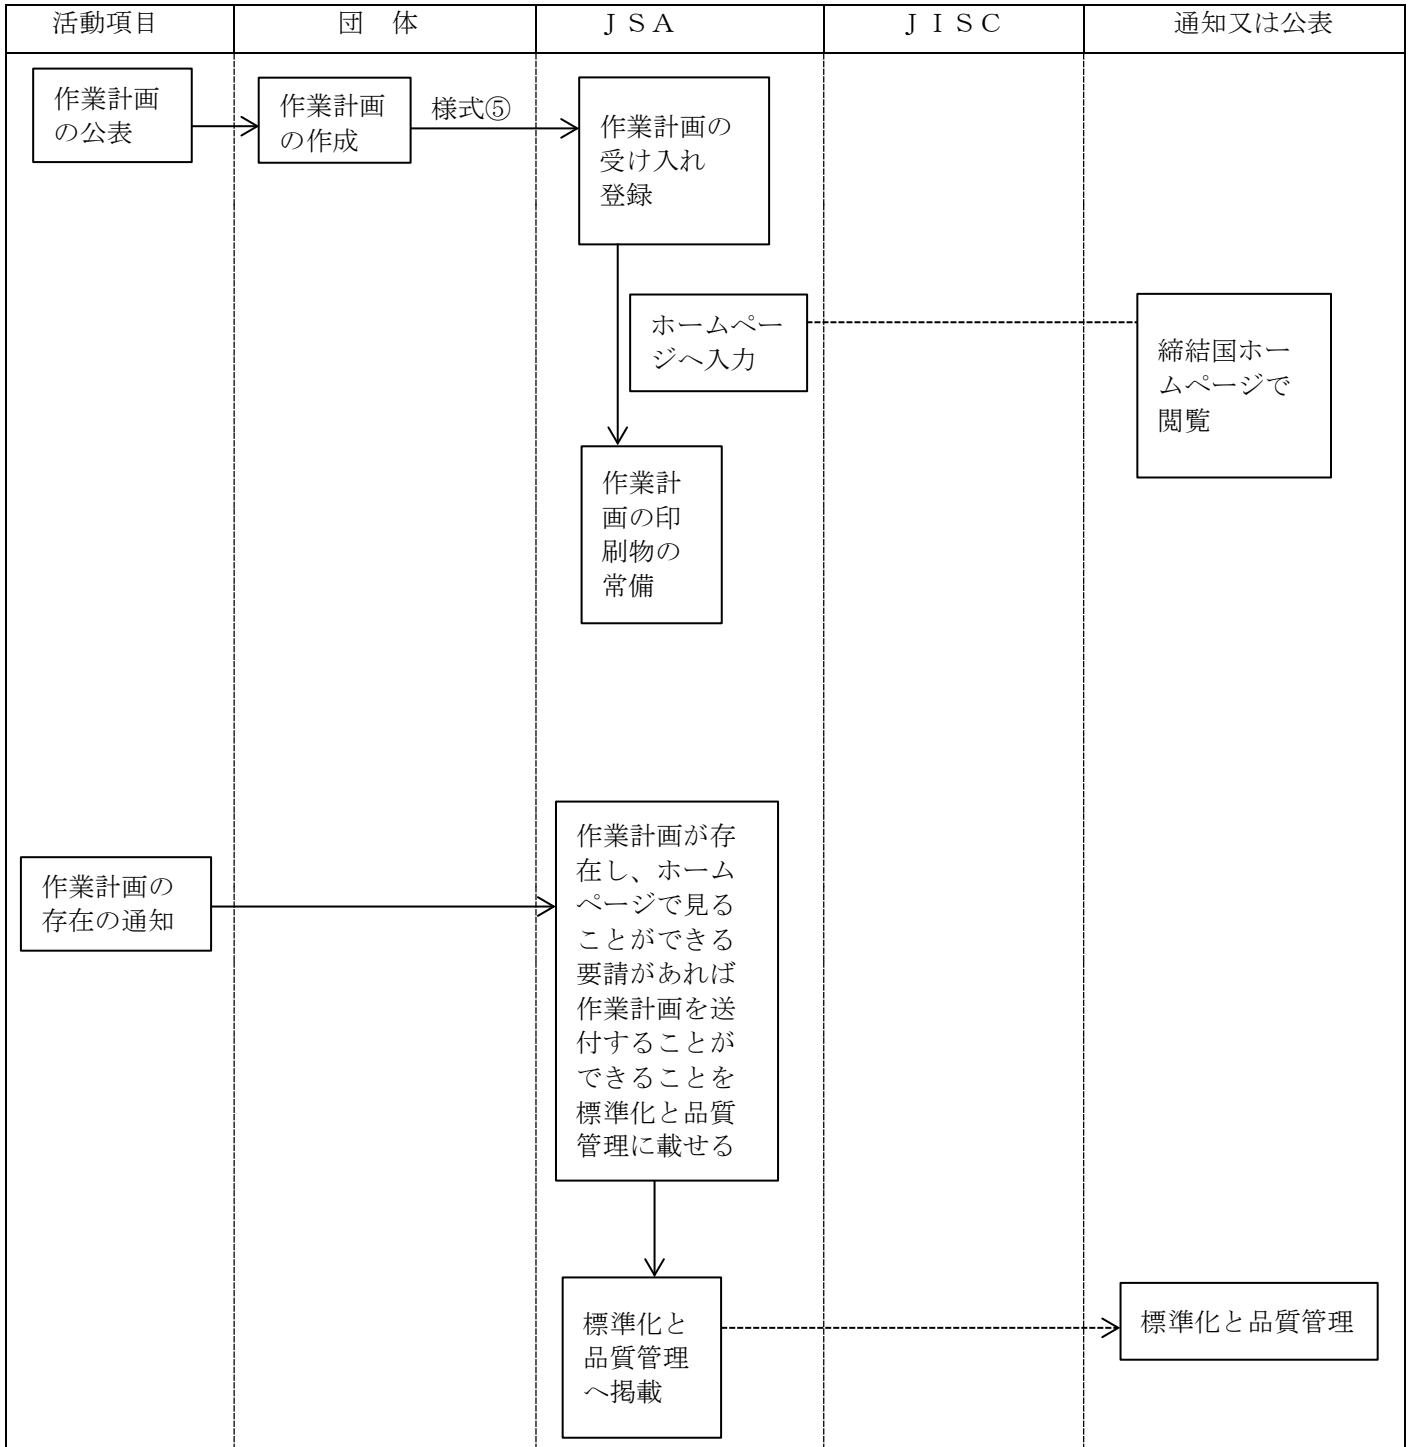 活動項目
団　体
ＪＳＡ
ＪＩＳＣ
通知又は公表
作業計画
の公表
作業計画
の作成
様式⑤
作業計画の
受け入れ
登録
ホームペー
ジへ入力
締結国ホー
ムページで
閲覧
作業計
画の印
刷物の
常備
作業計画の
存在の通知
作業計画が存
在し、ホーム
ページで見る
ことができる
要請があれば
作業計画を送
付することが
できることを
標準化と品質
管理に載せる
標準化と
品質管理
へ掲載
標準化と品質管理